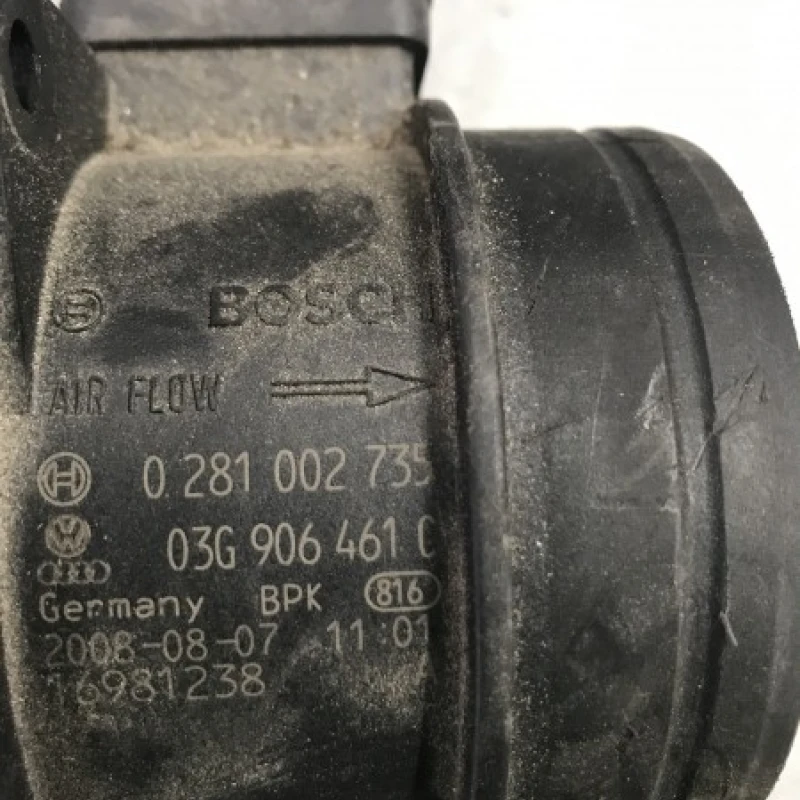 BOSCH
AIR FLOW
0 281 002 735
03G 906 461 C
Germany BPK 816
2008-08-07 11:01
16981238